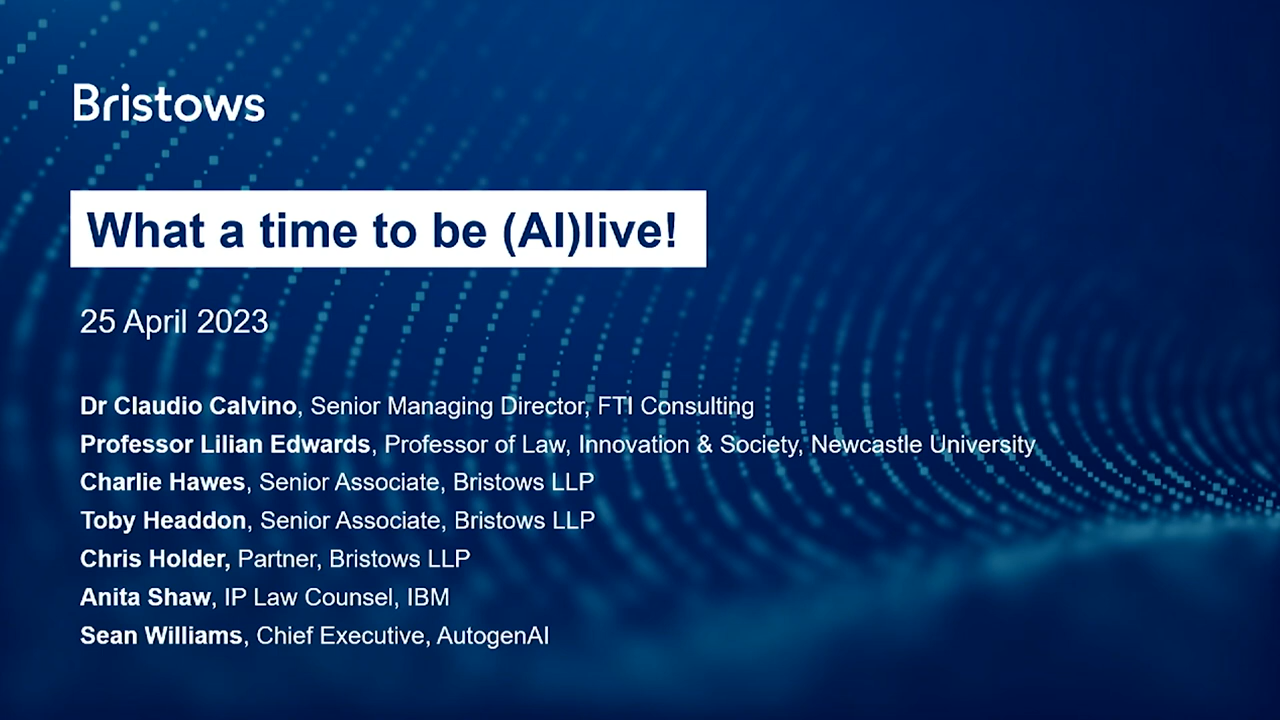 Bristows
What a time to be (AI)live!
25 April 2023
Dr Claudio Calvino, Senior Managing Director, FTI Consulting
Professor Lilian Edwards, Professor of Law, Innovation & Society, Newcastle University
Charlie Hawes, Senior Associate, Bristows LLP
Toby Headdon, Senior Associate, Bristows LLP
Chris Holder, Partner, Bristows LLP
Anita Shaw, IP Law Counsel, IBM
Sean Williams, Chief Executive, AutogenAI